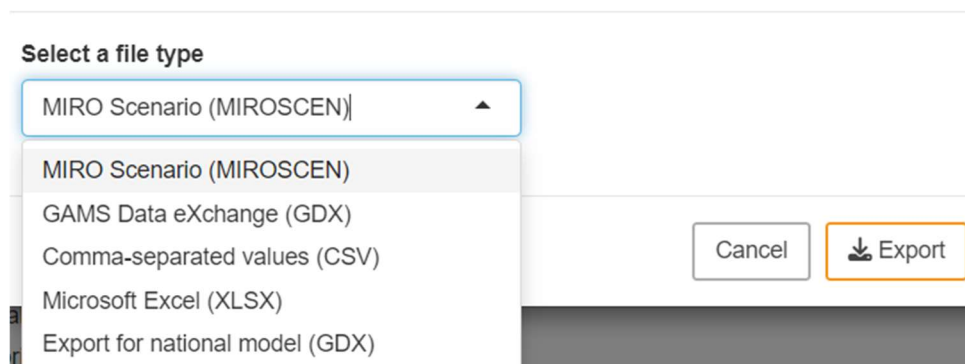 Select a file type
MIRO Scenario (MIROSCEN)
MIRO Scenario (MIROSCEN)
GAMS Data eXchange (GDX)
Comma-separated values (CSV)
Microsoft Excel (XLSX)
Export for national model (GDX)
Cancel
Export